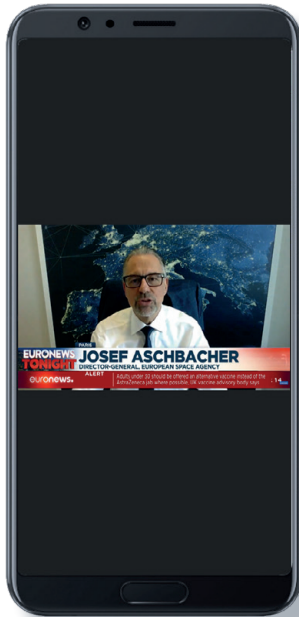 PARIS
EURONEWS
TONIGHT
JOSEF ASCHBACHER
DIRECTOR-GENERAL, EUROPEAN SPACE AGENCY
euronews.
ALERT
Adults under 30 should be offered an alternative vaccine instead of the
AstraZeneca jab where possible, UK vaccine advisory body says